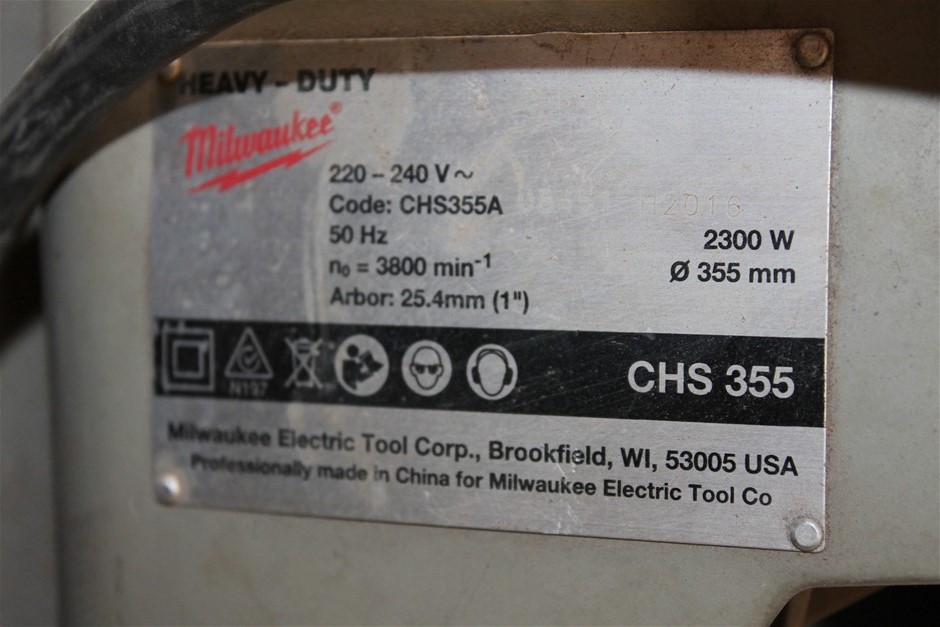 HEAVY - DUTY
Milwaukee®
220 - 240 V ~
Code: CHS355A
50 Hz
n₀ = 3800 min⁻¹
Arbor: 25.4mm (1")
2016
2300 W
Ø 355 mm
N197
CHS 355
Milwaukee Electric Tool Corp., Brookfield, WI, 53005 USA
Professionally made in China for Milwaukee Electric Tool Co